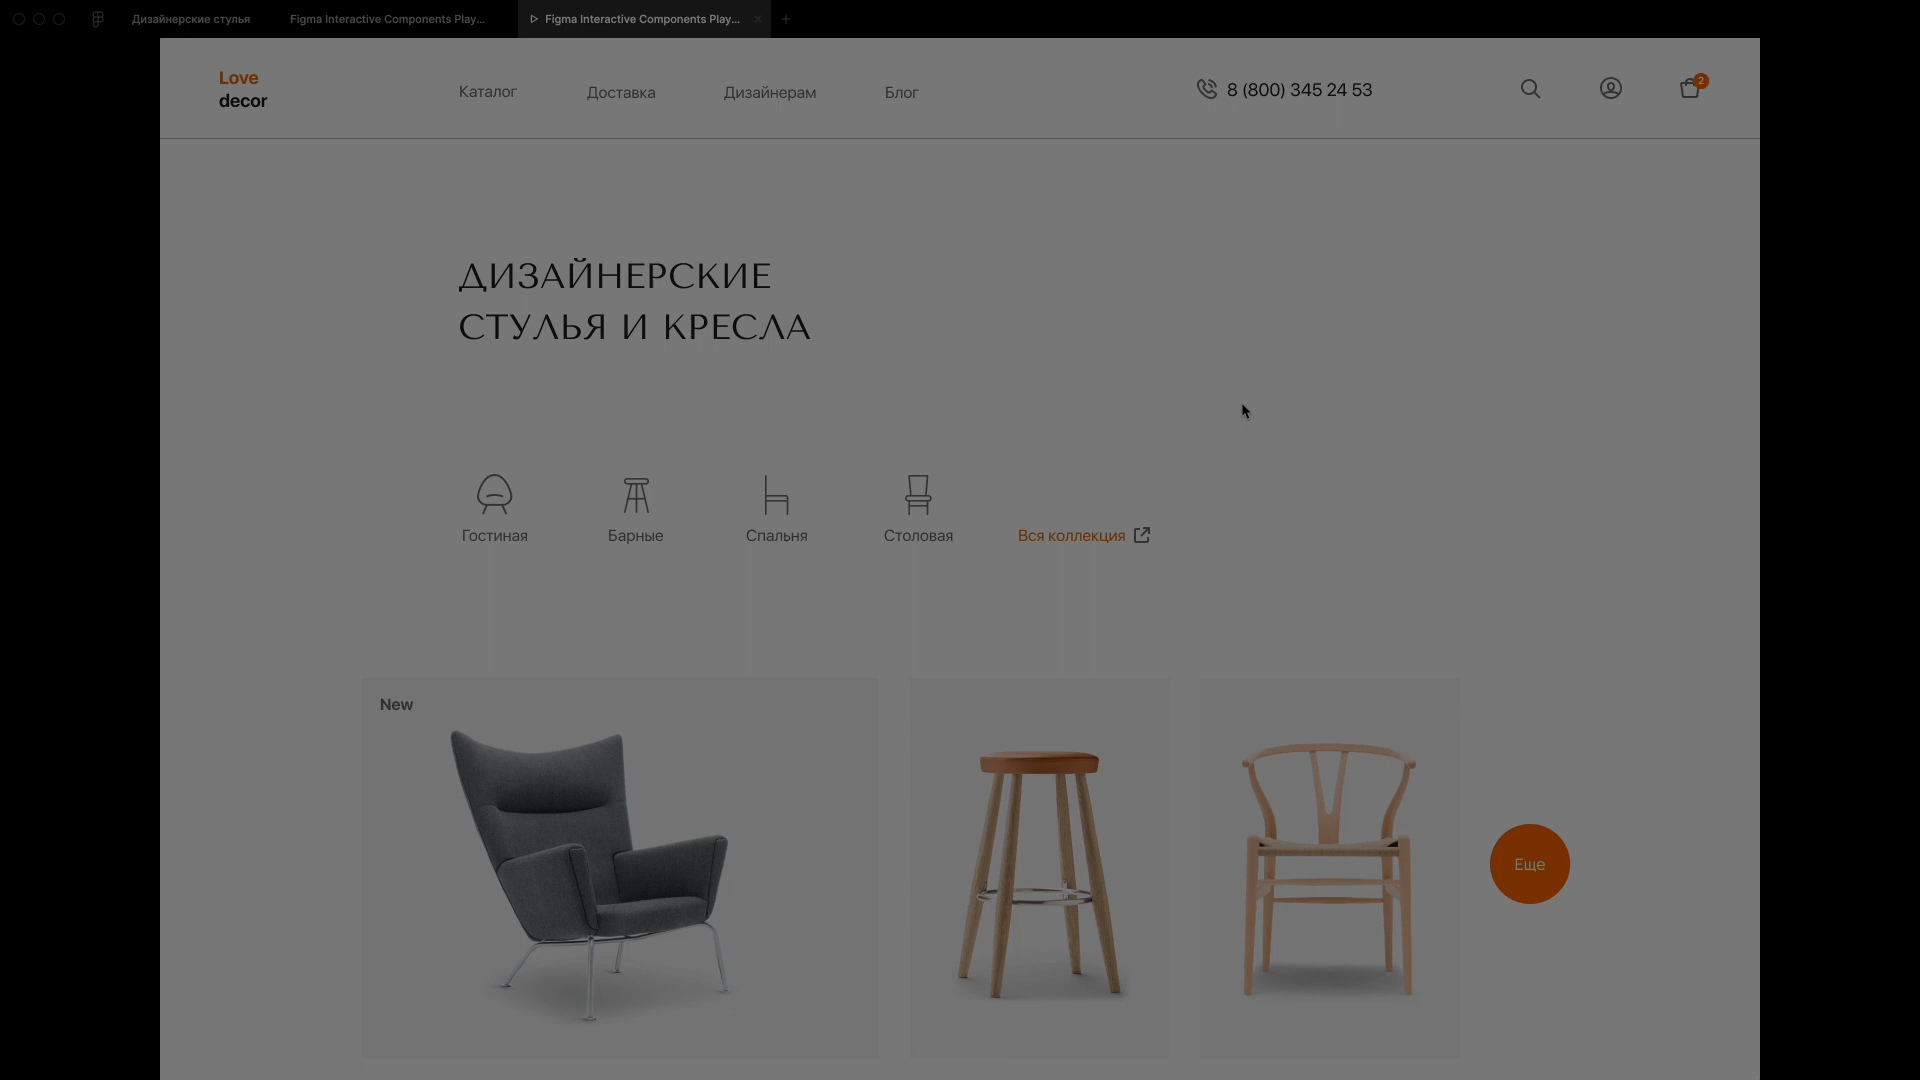 Дизайнерские стулья
Figma Interactive Components Play...
Figma Interactive Components Play...
Love
decor
Каталог
Доставка
Дизайнерам
Блог
8 (800) 345 24 53
2
ДИЗАЙНЕРСКИЕ
СТУЛЬЯ И КРЕСЛА
Гостиная
Барные
Спальня
Столовая
Вся коллекция
New
Еще